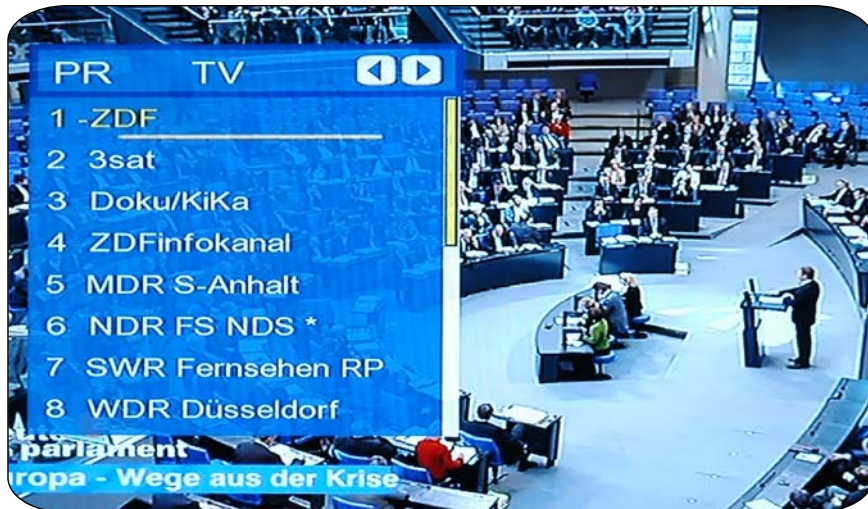 PR TV
1 -ZDF
2 3sat
3 Doku/KiKa
4 ZDFinfokanal
5 MDR S-Anhalt
6 NDR FS NDS *
7 SWR Fernsehen RP
8 WDR Düsseldorf
parlament
ropa - Wege aus der Krise